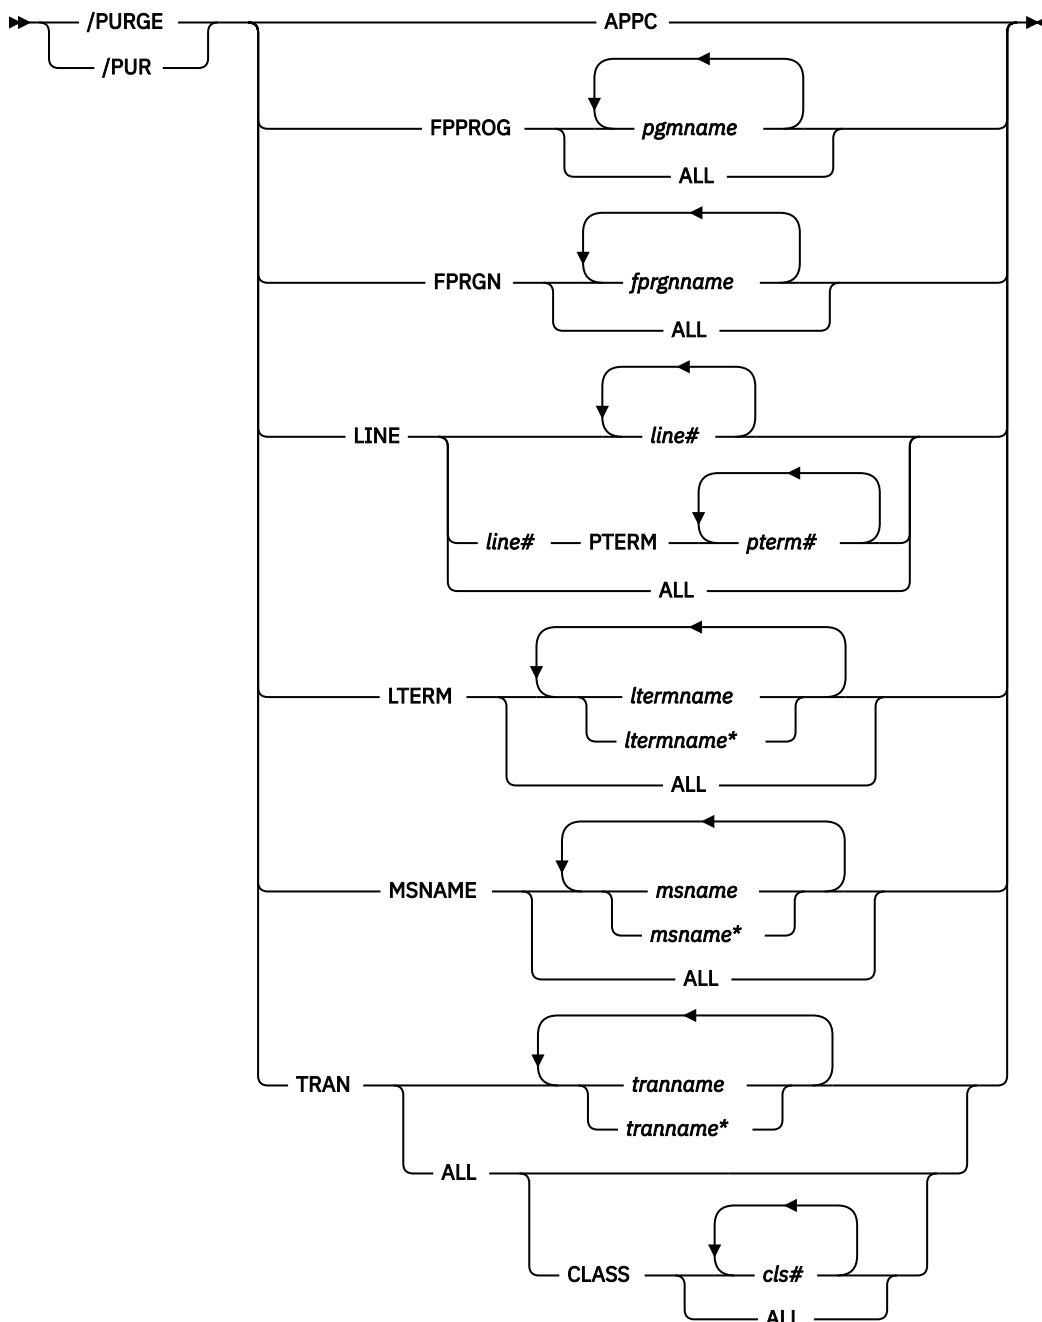 /PURGE APPC
/PUR
FPPROG pgmname
ALL
FPRGN fprgnname
ALL
LINE line#
line# PTERM pterm#
ALL
LTERM ltermname
ltermname*
ALL
MSNAME msname
msname*
ALL
TRAN tranname
tranname*
ALL
CLASS cls#
ALL